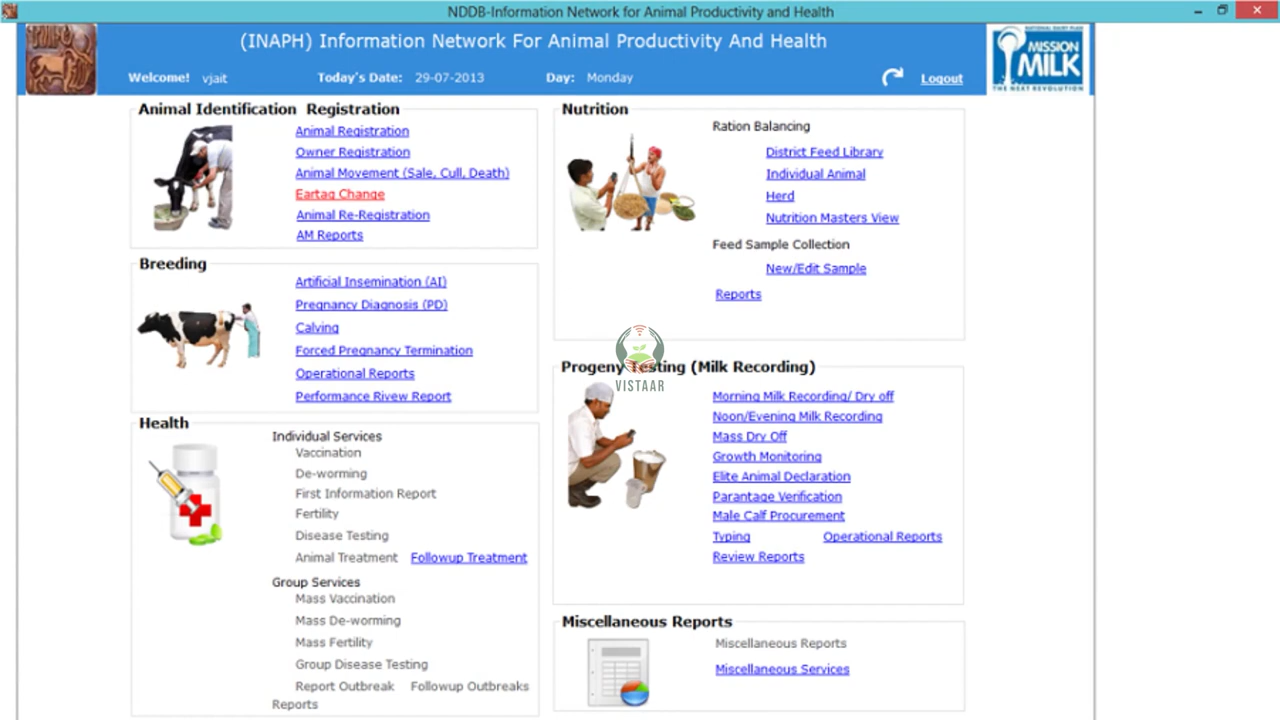 NDDB-Information Network for Animal Productivity and Health
(INAPH) Information Network For Animal Productivity And Health
Welcome! vjait Today's Date: 29-07-2013 Day: Monday Logout
MISSION
MILK
THE NEXT REVOLUTION
Animal Identification Registration
Animal Registration
Owner Registration
Animal Movement (Sale, Cull, Death)
Eartag Change
Animal Re-Registration
AM Reports
Breeding
Artificial Insemination (AI)
Pregnancy Diagnosis (PD)
Calving
Forced Pregnancy Termination
Operational Reports
Performance Rivew Report
Health
Individual Services
Vaccination
De-worming
First Information Report
Fertility
Disease Testing
Animal Treatment Followup Treatment
Group Services
Mass Vaccination
Mass De-worming
Mass Fertility
Group Disease Testing
Report Outbreak Followup Outbreaks
Reports
Nutrition
Ration Balancing
District Feed Library
Individual Animal
Herd
Nutrition Masters View
Feed Sample Collection
New/Edit Sample
Reports
VISTAAR
Progeny Testing (Milk Recording)
Morning Milk Recording/ Dry off
Noon/Evening Milk Recording
Mass Dry Off
Growth Monitoring
Elite Animal Declaration
Parantage Verification
Male Calf Procurement
Typing Operational Reports
Review Reports
Miscellaneous Reports
Miscellaneous Reports
Miscellaneous Services